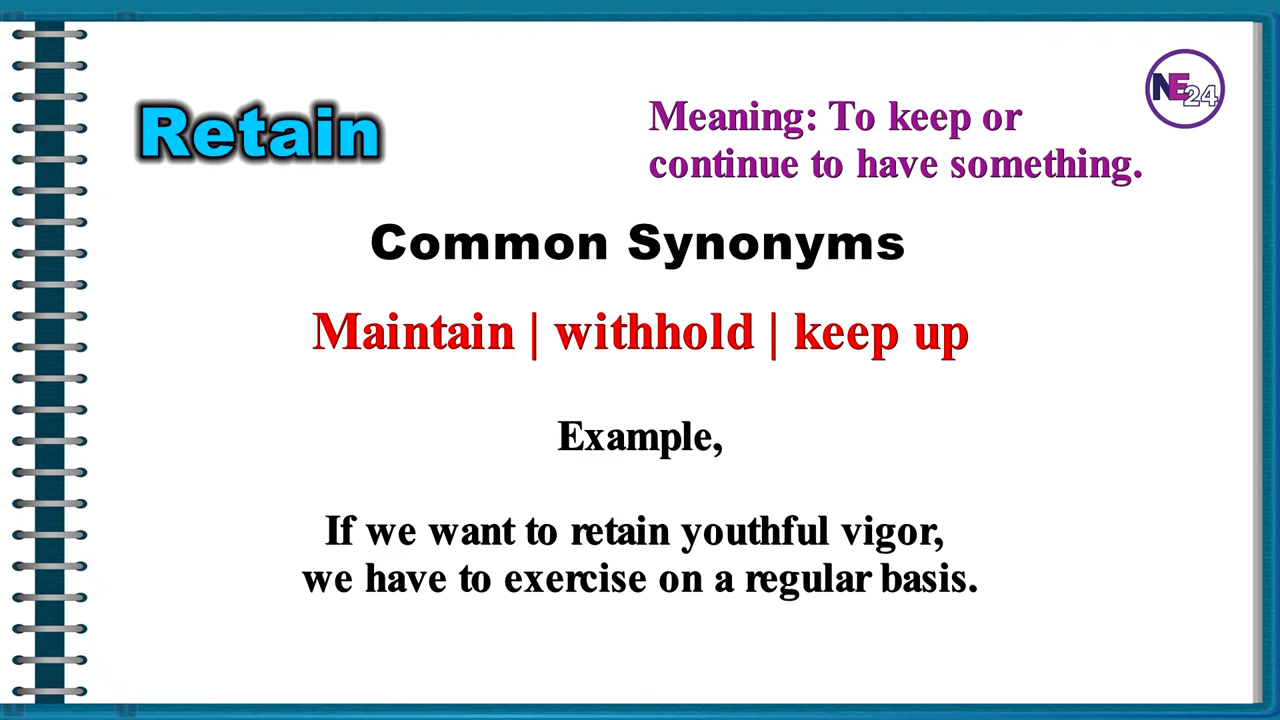 Retain
Meaning: To keep or
continue to have something.
NE24
Common Synonyms
Maintain | withhold | keep up
Example,
If we want to retain youthful vigor,
we have to exercise on a regular basis.